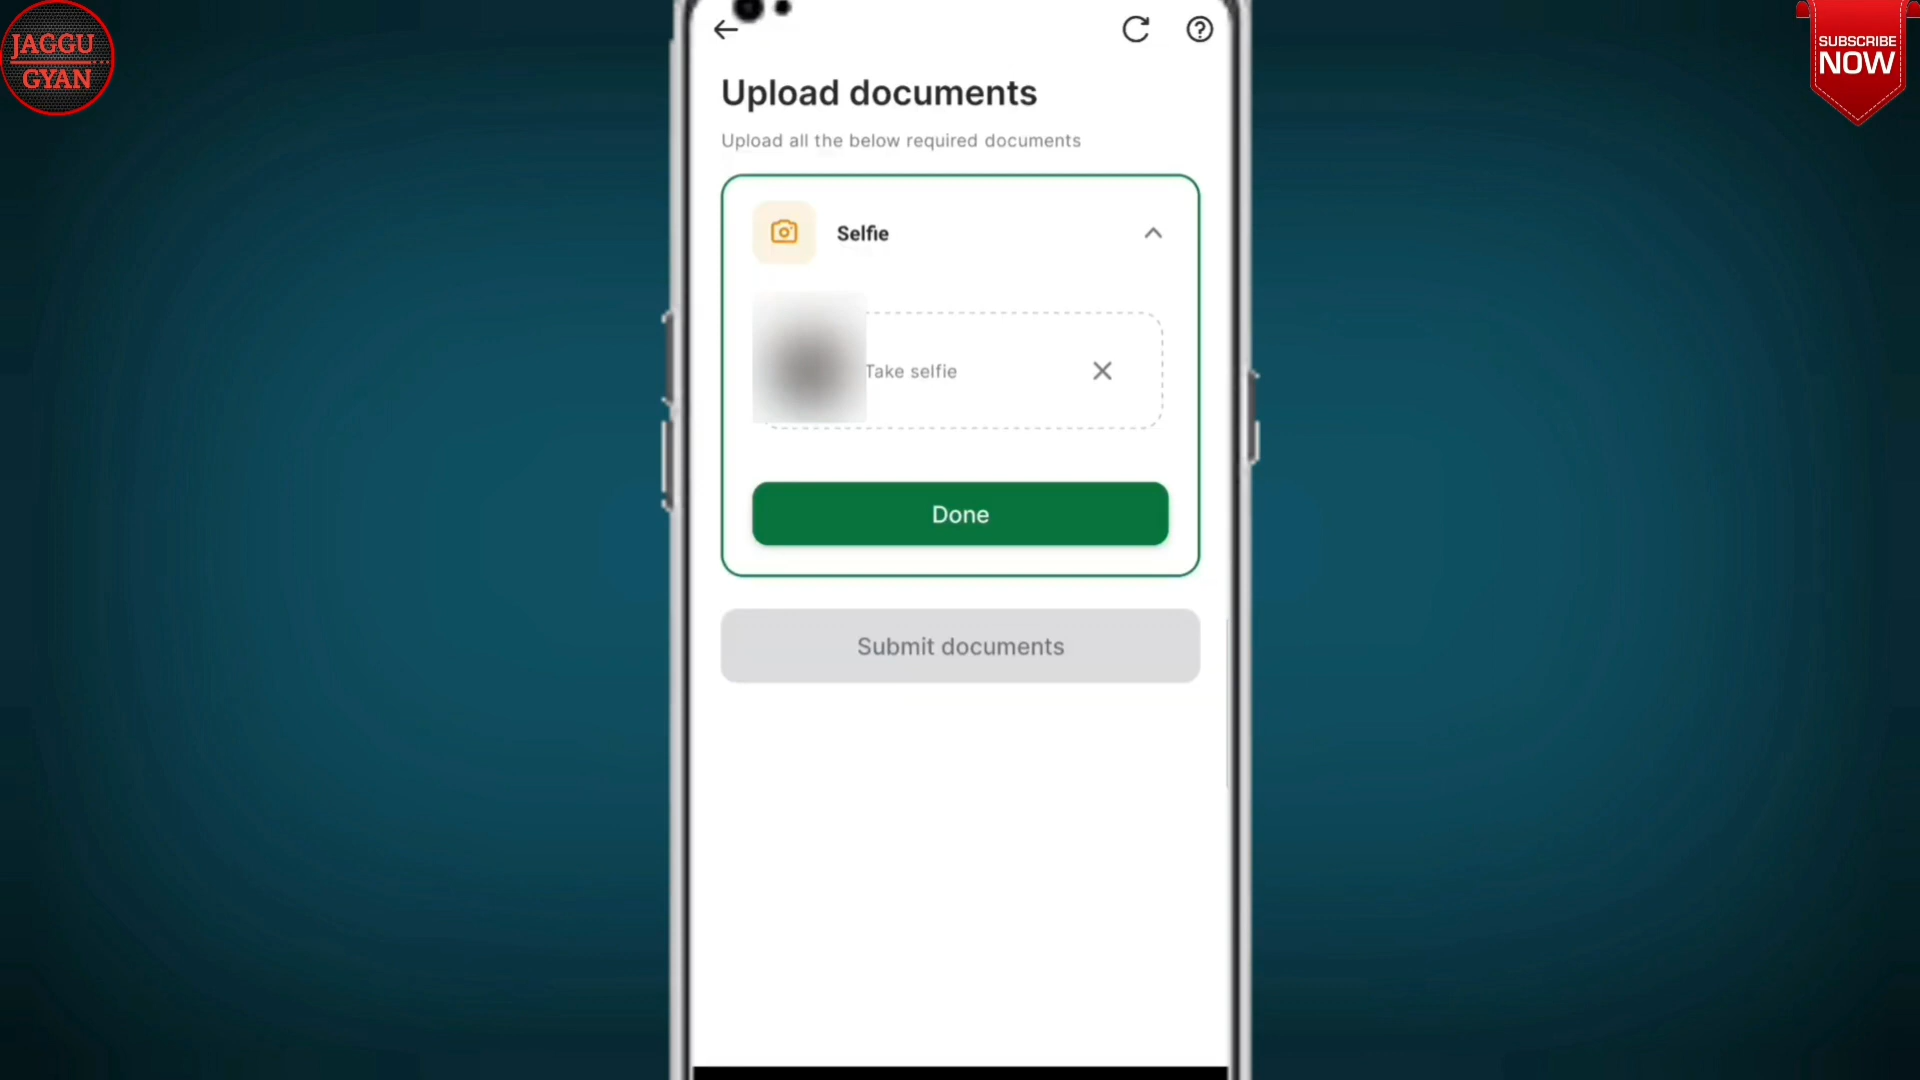 JAGGU
GYAN
SUBSCRIBE
NOW
Upload documents
Upload all the below required documents
Selfie
Take selfie
Done
Submit documents